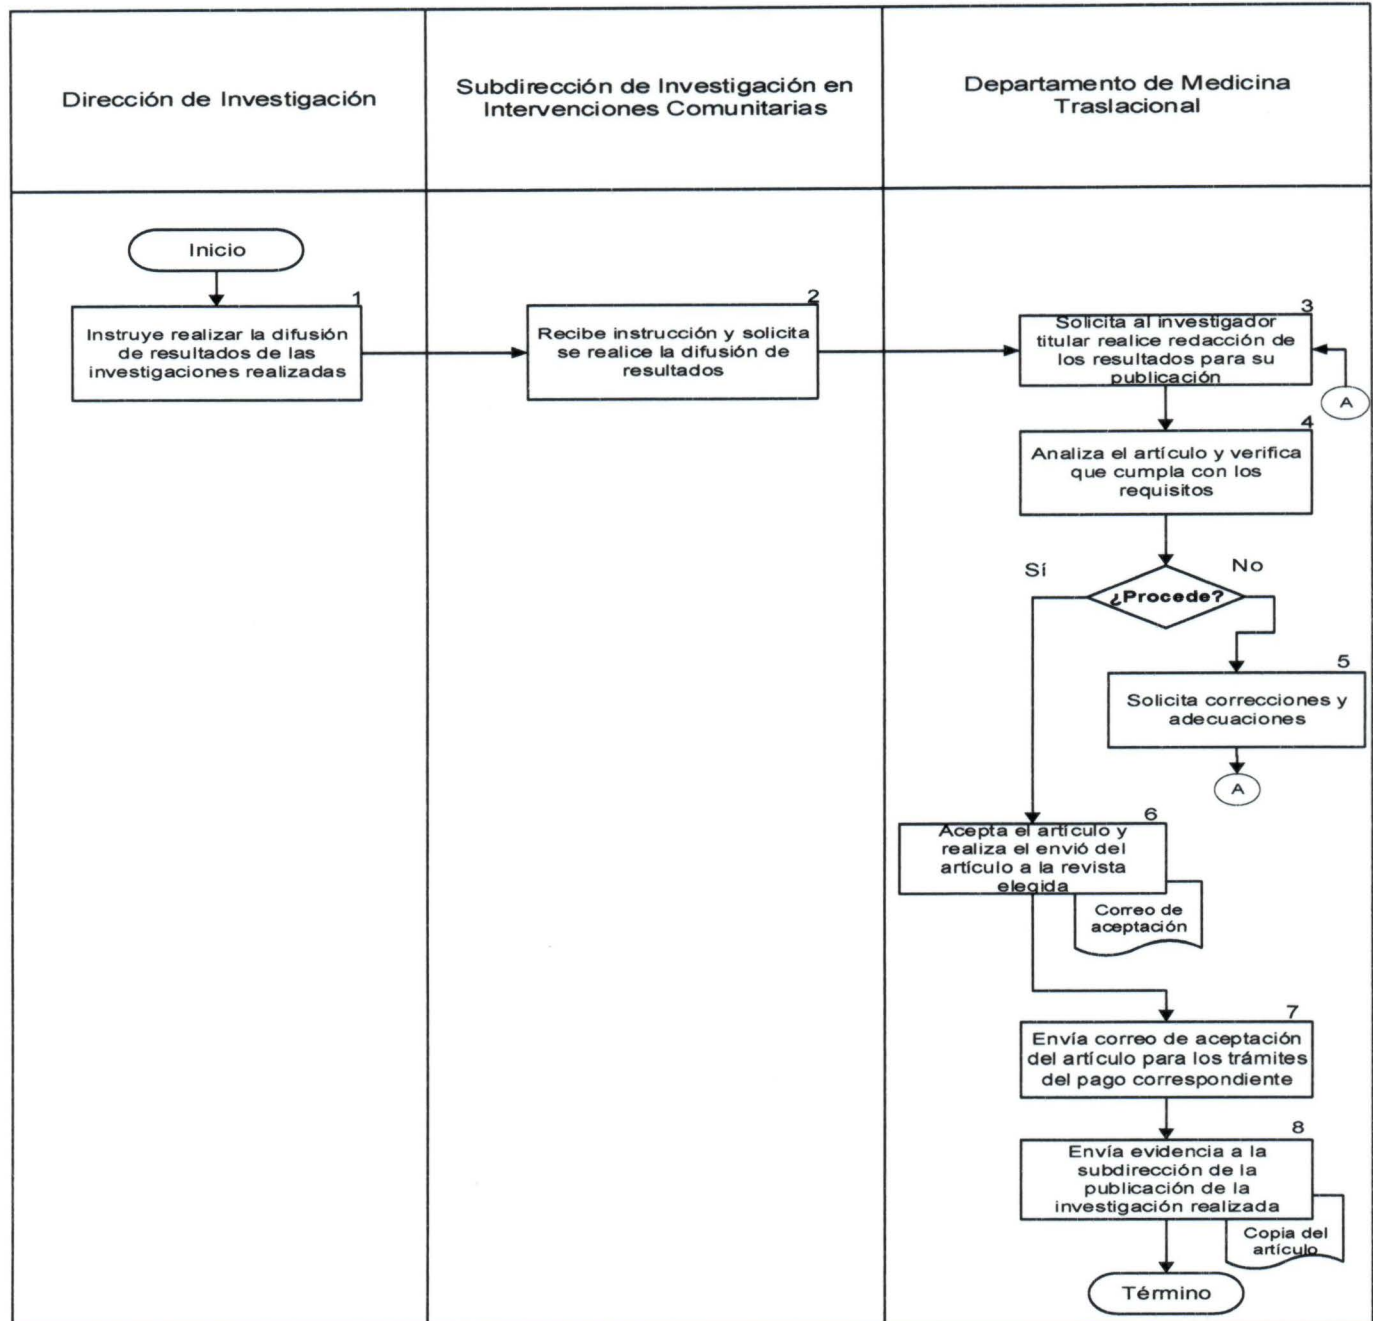 Dirección de Investigación
Subdirección de Investigación en
Intervenciones Comunitarias
Departamento de Medicina
Traslacional
Inicio
1
Instruye realizar la difusión
de resultados de las
investigaciones realizadas
2
Recibe instrucción y solicita
se realice la difusión de
resultados
3
Solicita al investigador
titular realice redacción de
los resultados para su
publicación
A
4
Analiza el artículo y verifica
que cumpla con los
requisitos
Sí
No
¿Procede?
5
Solicita correcciones y
adecuaciones
A
6
Acepta el artículo y
realiza el envió del
artículo a la revista
elegida
Correo de
aceptación
7
Envía correo de aceptación
del artículo para los trámites
del pago correspondiente
8
Envía evidencia a la
subdirección de la
publicación de la
investigación realizada
Copia del
artículo
Término